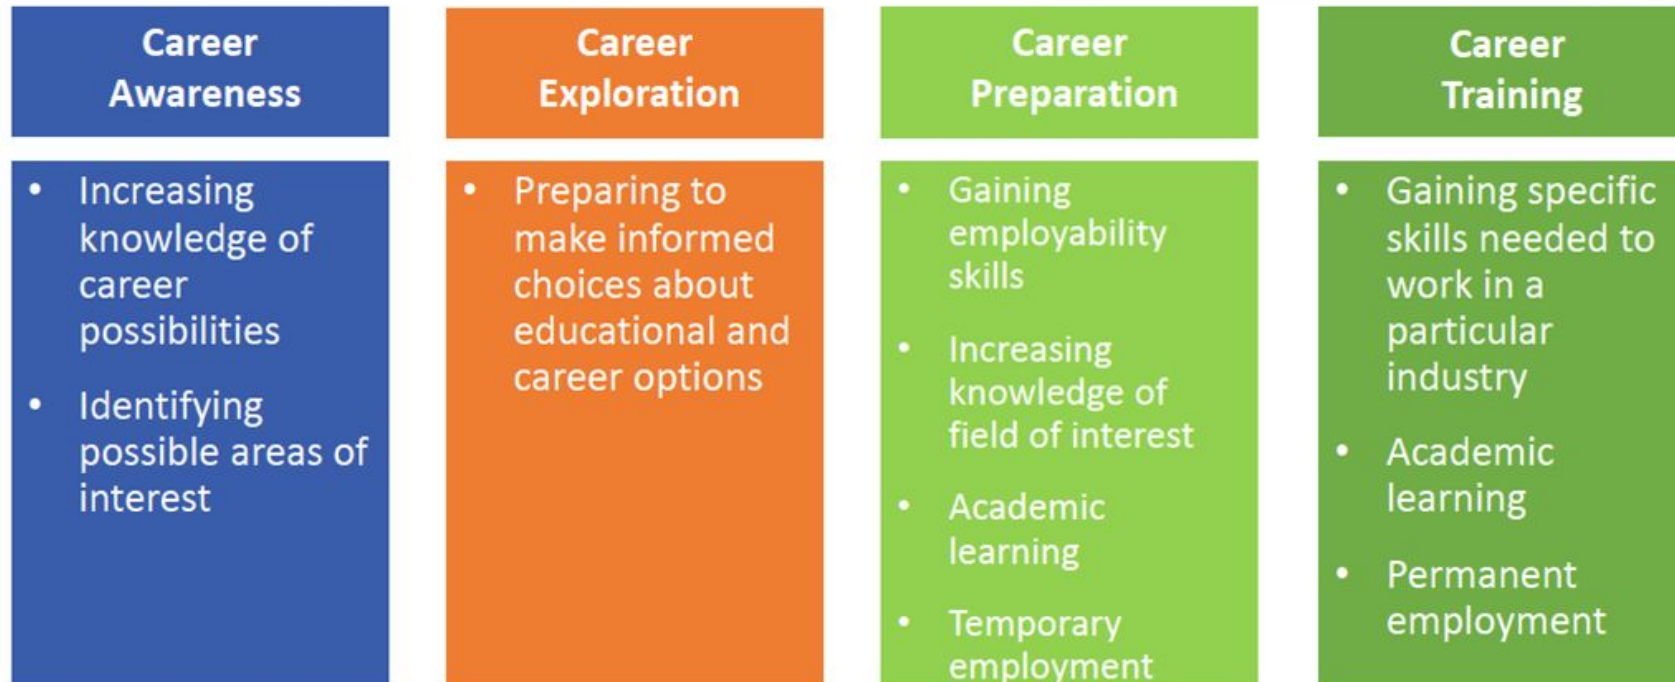 Career
Awareness
• Increasing
knowledge of
career
possibilities
• Identifying
possible areas of
interest
Career
Exploration
• Preparing to
make informed
choices about
educational and
career options
Career
Preparation
• Gaining
employability
skills
• Increasing
knowledge of
field of interest
• Academic
learning
• Temporary
employment
Career
Training
• Gaining specific
skills needed to
work in a
particular
industry
• Academic
learning
• Permanent
employment